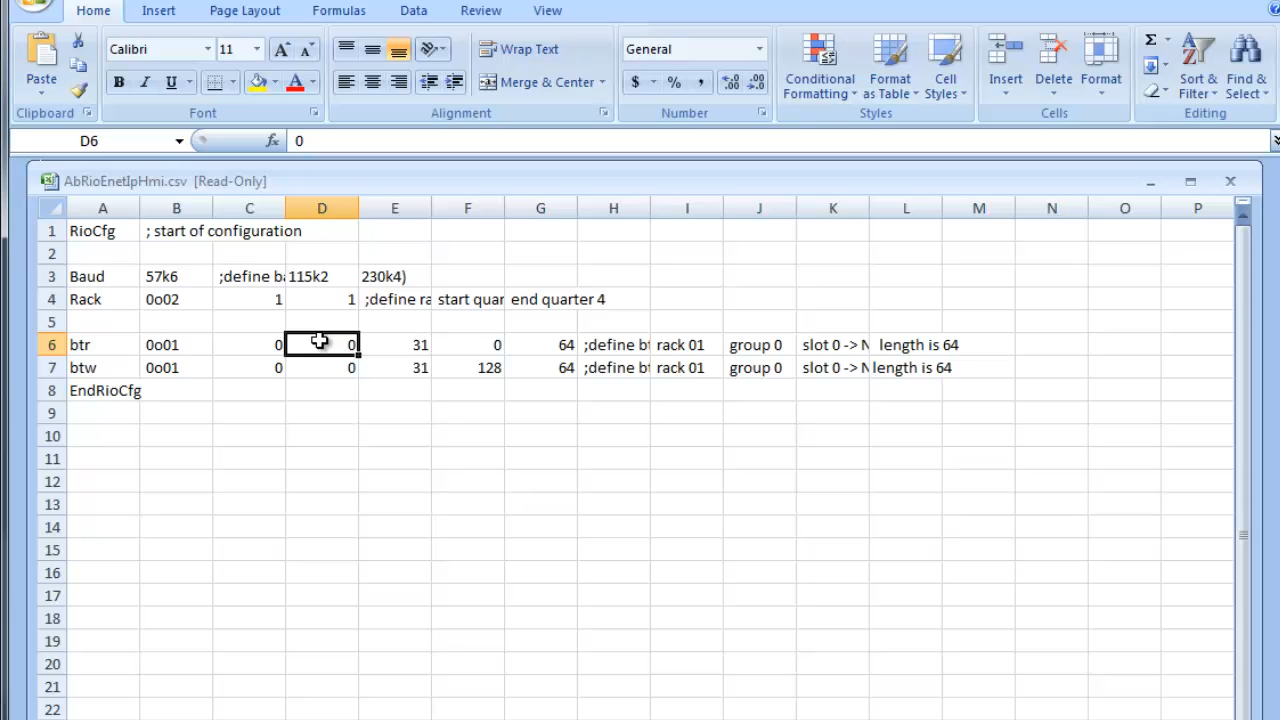 Home Insert Page Layout Formulas Data Review View
Calibri 11 Wrap Text General
Paste Merge & Center $ % , Conditional Formatting Format as Table Cell Styles Insert Delete Format Σ Sort & Filter Find & Select
Clipboard Font Alignment Number Styles Cells Editing
D6 fx 0
AbRioEnetIpHmi.csv [Read-Only]
A B C D E F G H I J K L M N O P
1 RioCfg ; start of configuration
2
3 Baud 57k6 ;define ba 115k2 230k4)
4 Rack 0o02 1 1 ;define ra start quar end quarter 4
5
6 btr 0o01 0 0 31 0 64 ;define bt rack 01 group 0 slot 0 -> N length is 64
7 btw 0o01 0 0 31 128 64 ;define bt rack 01 group 0 slot 0 -> N length is 64
8 EndRioCfg
9
10
11
12
13
14
15
16
17
18
19
20
21
22